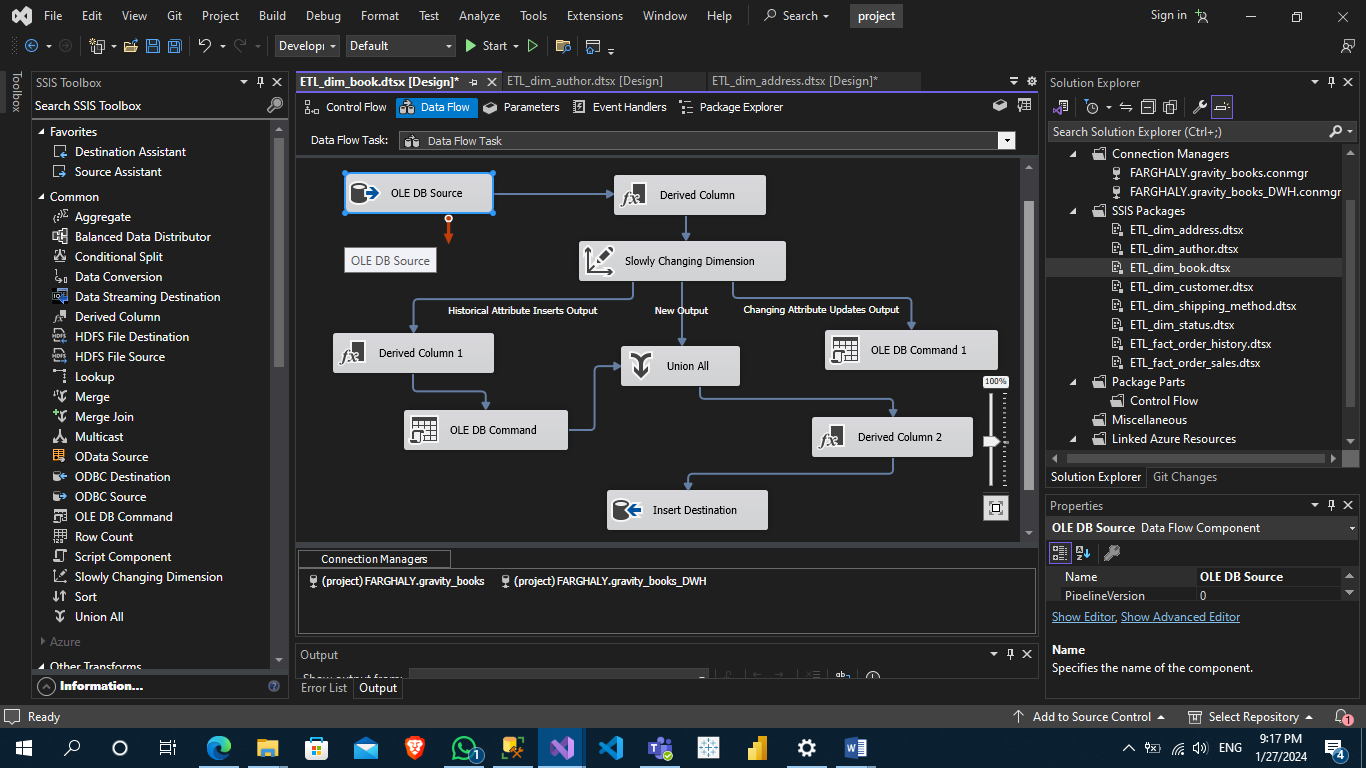 File Edit View Git Project Build Debug Format Test Analyze Tools Extensions Window Help Search project Sign in
Develop Default Start
Toolbox
SSIS Toolbox
Search SSIS Toolbox
Favorites
Destination Assistant
Source Assistant
Common
Aggregate
Balanced Data Distributor
Conditional Split
Data Conversion
Data Streaming Destination
Derived Column
HDFS File Destination
HDFS File Source
Lookup
Merge
Merge Join
Multicast
OData Source
ODBC Destination
ODBC Source
OLE DB Command
Row Count
Script Component
Slowly Changing Dimension
Sort
Union All
Azure
Other Transforms
Information...
ETL_dim_book.dtsx [Design]* ETL_dim_author.dtsx [Design] ETL_dim_address.dtsx [Design]*
Control Flow Data Flow Parameters Event Handlers Package Explorer
Data Flow Task: Data Flow Task
OLE DB Source
Derived Column
OLE DB Source
Slowly Changing Dimension
Historical Attribute Inserts Output New Output Changing Attribute Updates Output
Derived Column 1
Union All
OLE DB Command 1
100%
OLE DB Command
Derived Column 2
Insert Destination
Connection Managers
(project) FARGHALY.gravity_books (project) FARGHALY.gravity_books_DWH
Output
Show output from:
Error List Output
Solution Explorer
Search Solution Explorer (Ctrl+;)
Connection Managers
FARGHALY.gravity_books.conmgr
FARGHALY.gravity_books_DWH.conmgr
SSIS Packages
ETL_dim_address.dtsx
ETL_dim_author.dtsx
ETL_dim_book.dtsx
ETL_dim_customer.dtsx
ETL_dim_shipping_method.dtsx
ETL_dim_status.dtsx
ETL_fact_order_history.dtsx
ETL_fact_order_sales.dtsx
Package Parts
Control Flow
Miscellaneous
Linked Azure Resources
Solution Explorer Git Changes
Properties
OLE DB Source Data Flow Component
Name OLE DB Source
PipelineVersion 0
Show Editor, Show Advanced Editor
Name
Specifies the name of the component.
Ready Add to Source Control Select Repository 1
1 ENG 9:17 PM 4
1/27/2024